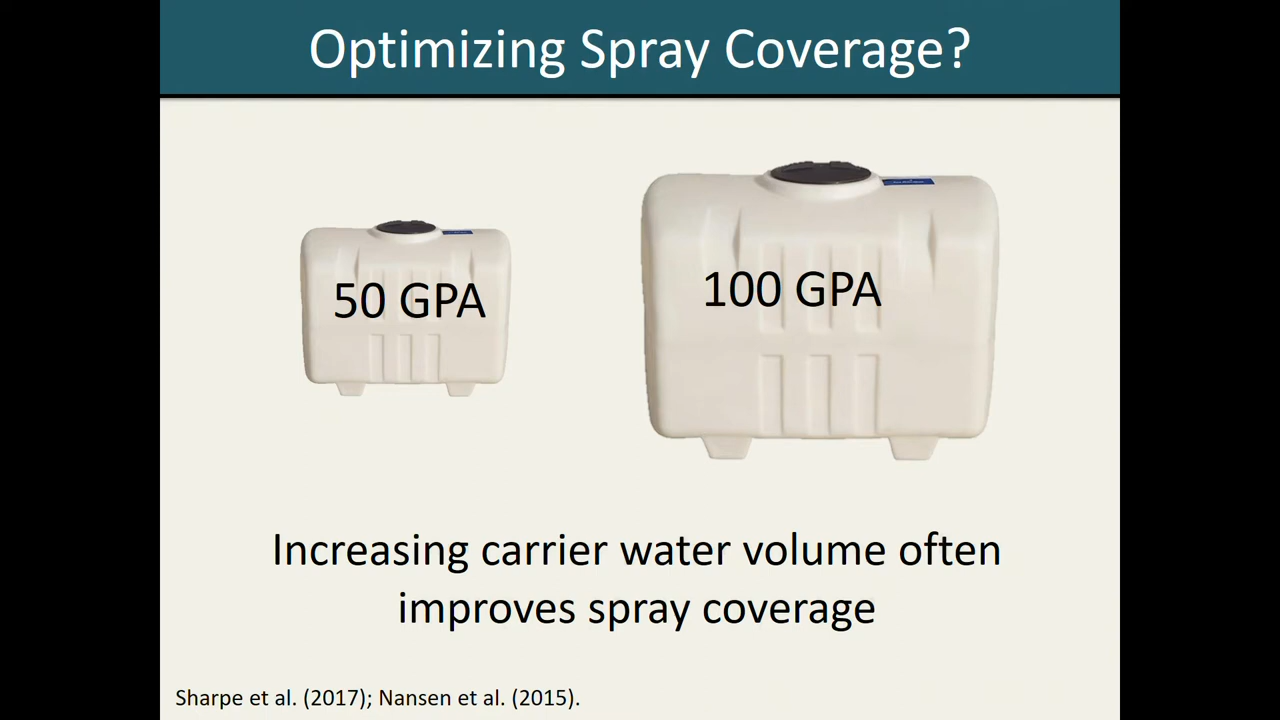 Optimizing Spray Coverage?
50 GPA
100 GPA
Increasing carrier water volume often
improves spray coverage
Sharpe et al. (2017); Nansen et al. (2015).